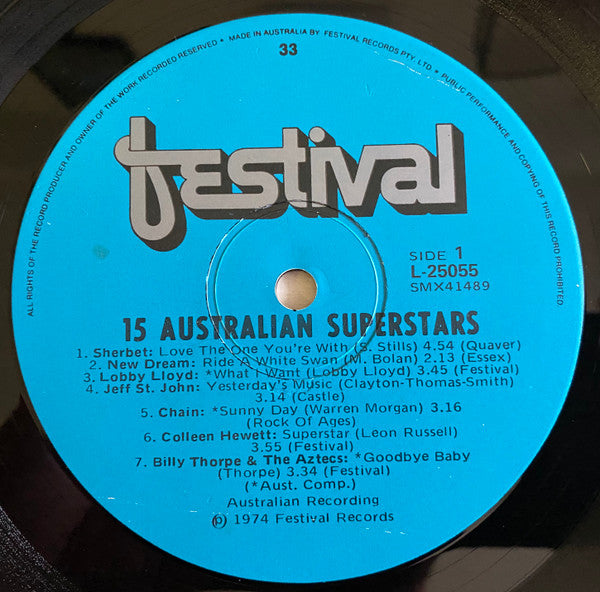 ALL RIGHTS OF THE RECORD PRODUCER AND OWNER OF THE WORK RECORDED RESERVED • MADE IN AUSTRALIA BY FESTIVAL RECORDS PTY. LTD • PUBLIC PERFORMANCE AND COPYING OF THIS RECORD PROHIBITED.
33
festival
SIDE 1
L-25055
SMX41489
15 AUSTRALIAN SUPERSTARS
1. Sherbet: Love The One You're With (S. Stills) 4.54 (Quaver)
2. New Dream: Ride A White Swan (M. Bolan) 2.13 (Essex)
3. Lobby Lloyd: *What I Want (Lobby Lloyd) 3.45 (Festival)
4. Jeff St. John: Yesterday's Music (Clayton-Thomas-Smith)
3.14 (Castle)
5. Chain: *Sunny Day (Warren Morgan) 3.16
(Rock Of Ages)
6. Colleen Hewett: Superstar (Leon Russell)
3.55 (Festival)
7. Billy Thorpe & The Aztecs: *Goodbye Baby
(Thorpe) 3.34 (Festival)
(*Aust. Comp.)
Australian Recording
℗ 1974 Festival Records